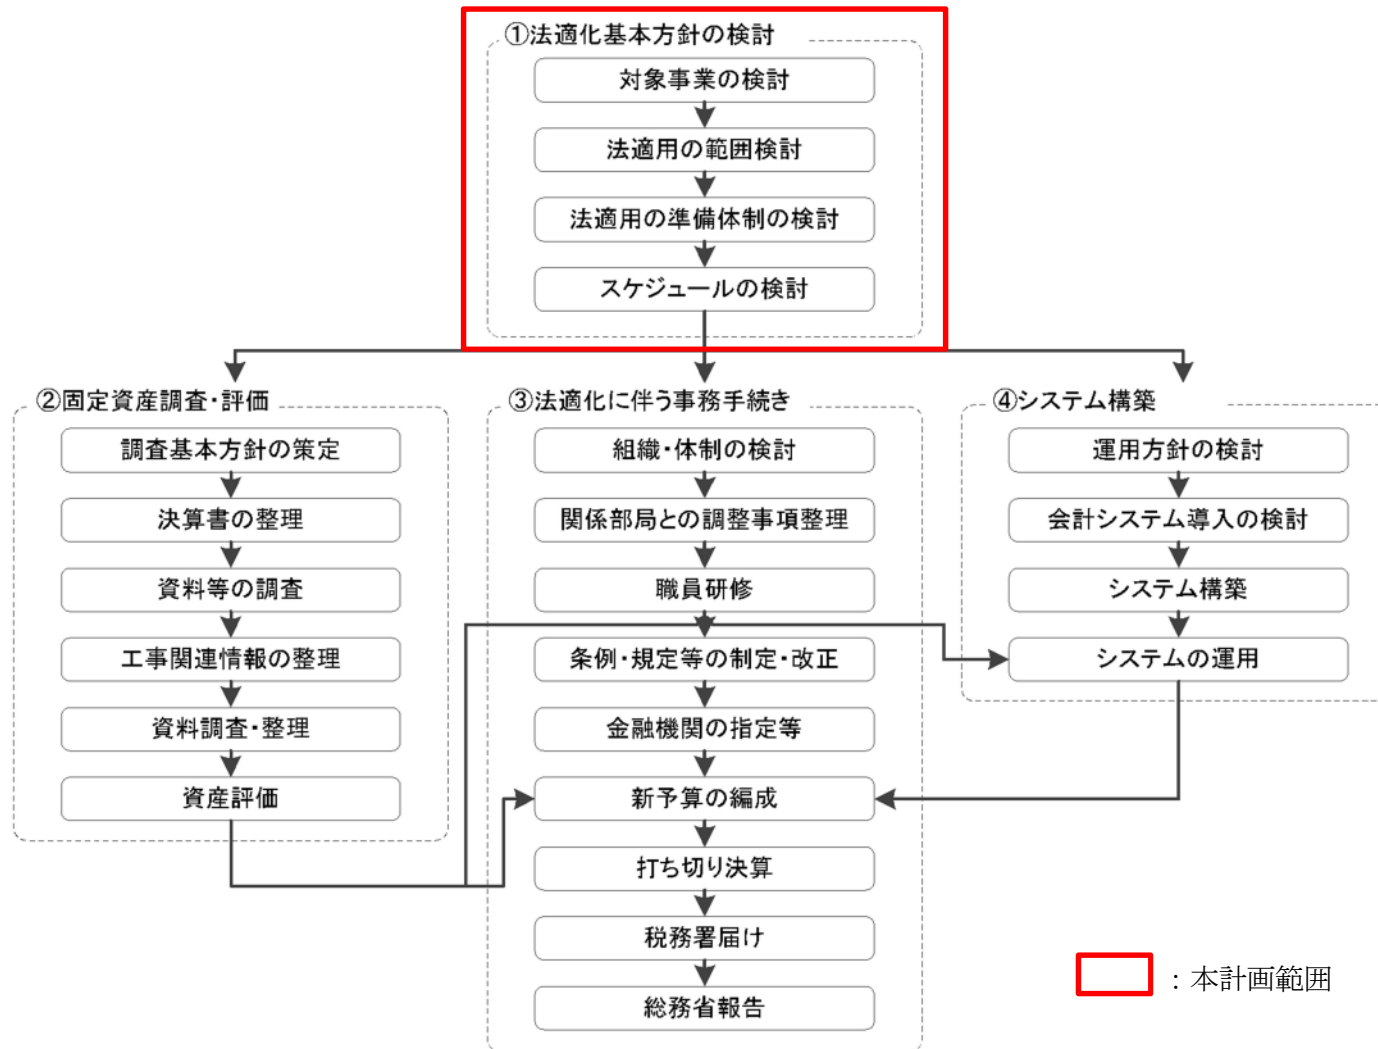 ①法適化基本方針の検討
対象事業の検討
法適用の範囲検討
法適用の準備体制の検討
スケジュールの検討
②固定資産調査・評価
調査基本方針の策定
決算書の整理
資料等の調査
工事関連情報の整理
資料調査・整理
資産評価
③法適化に伴う事務手続き
組織・体制の検討
関係部局との調整事項整理
職員研修
条例・規定等の制定・改正
金融機関の指定等
新予算の編成
打ち切り決算
税務署届け
総務省報告
④システム構築
運用方針の検討
会計システム導入の検討
システム構築
システムの運用
：本計画範囲